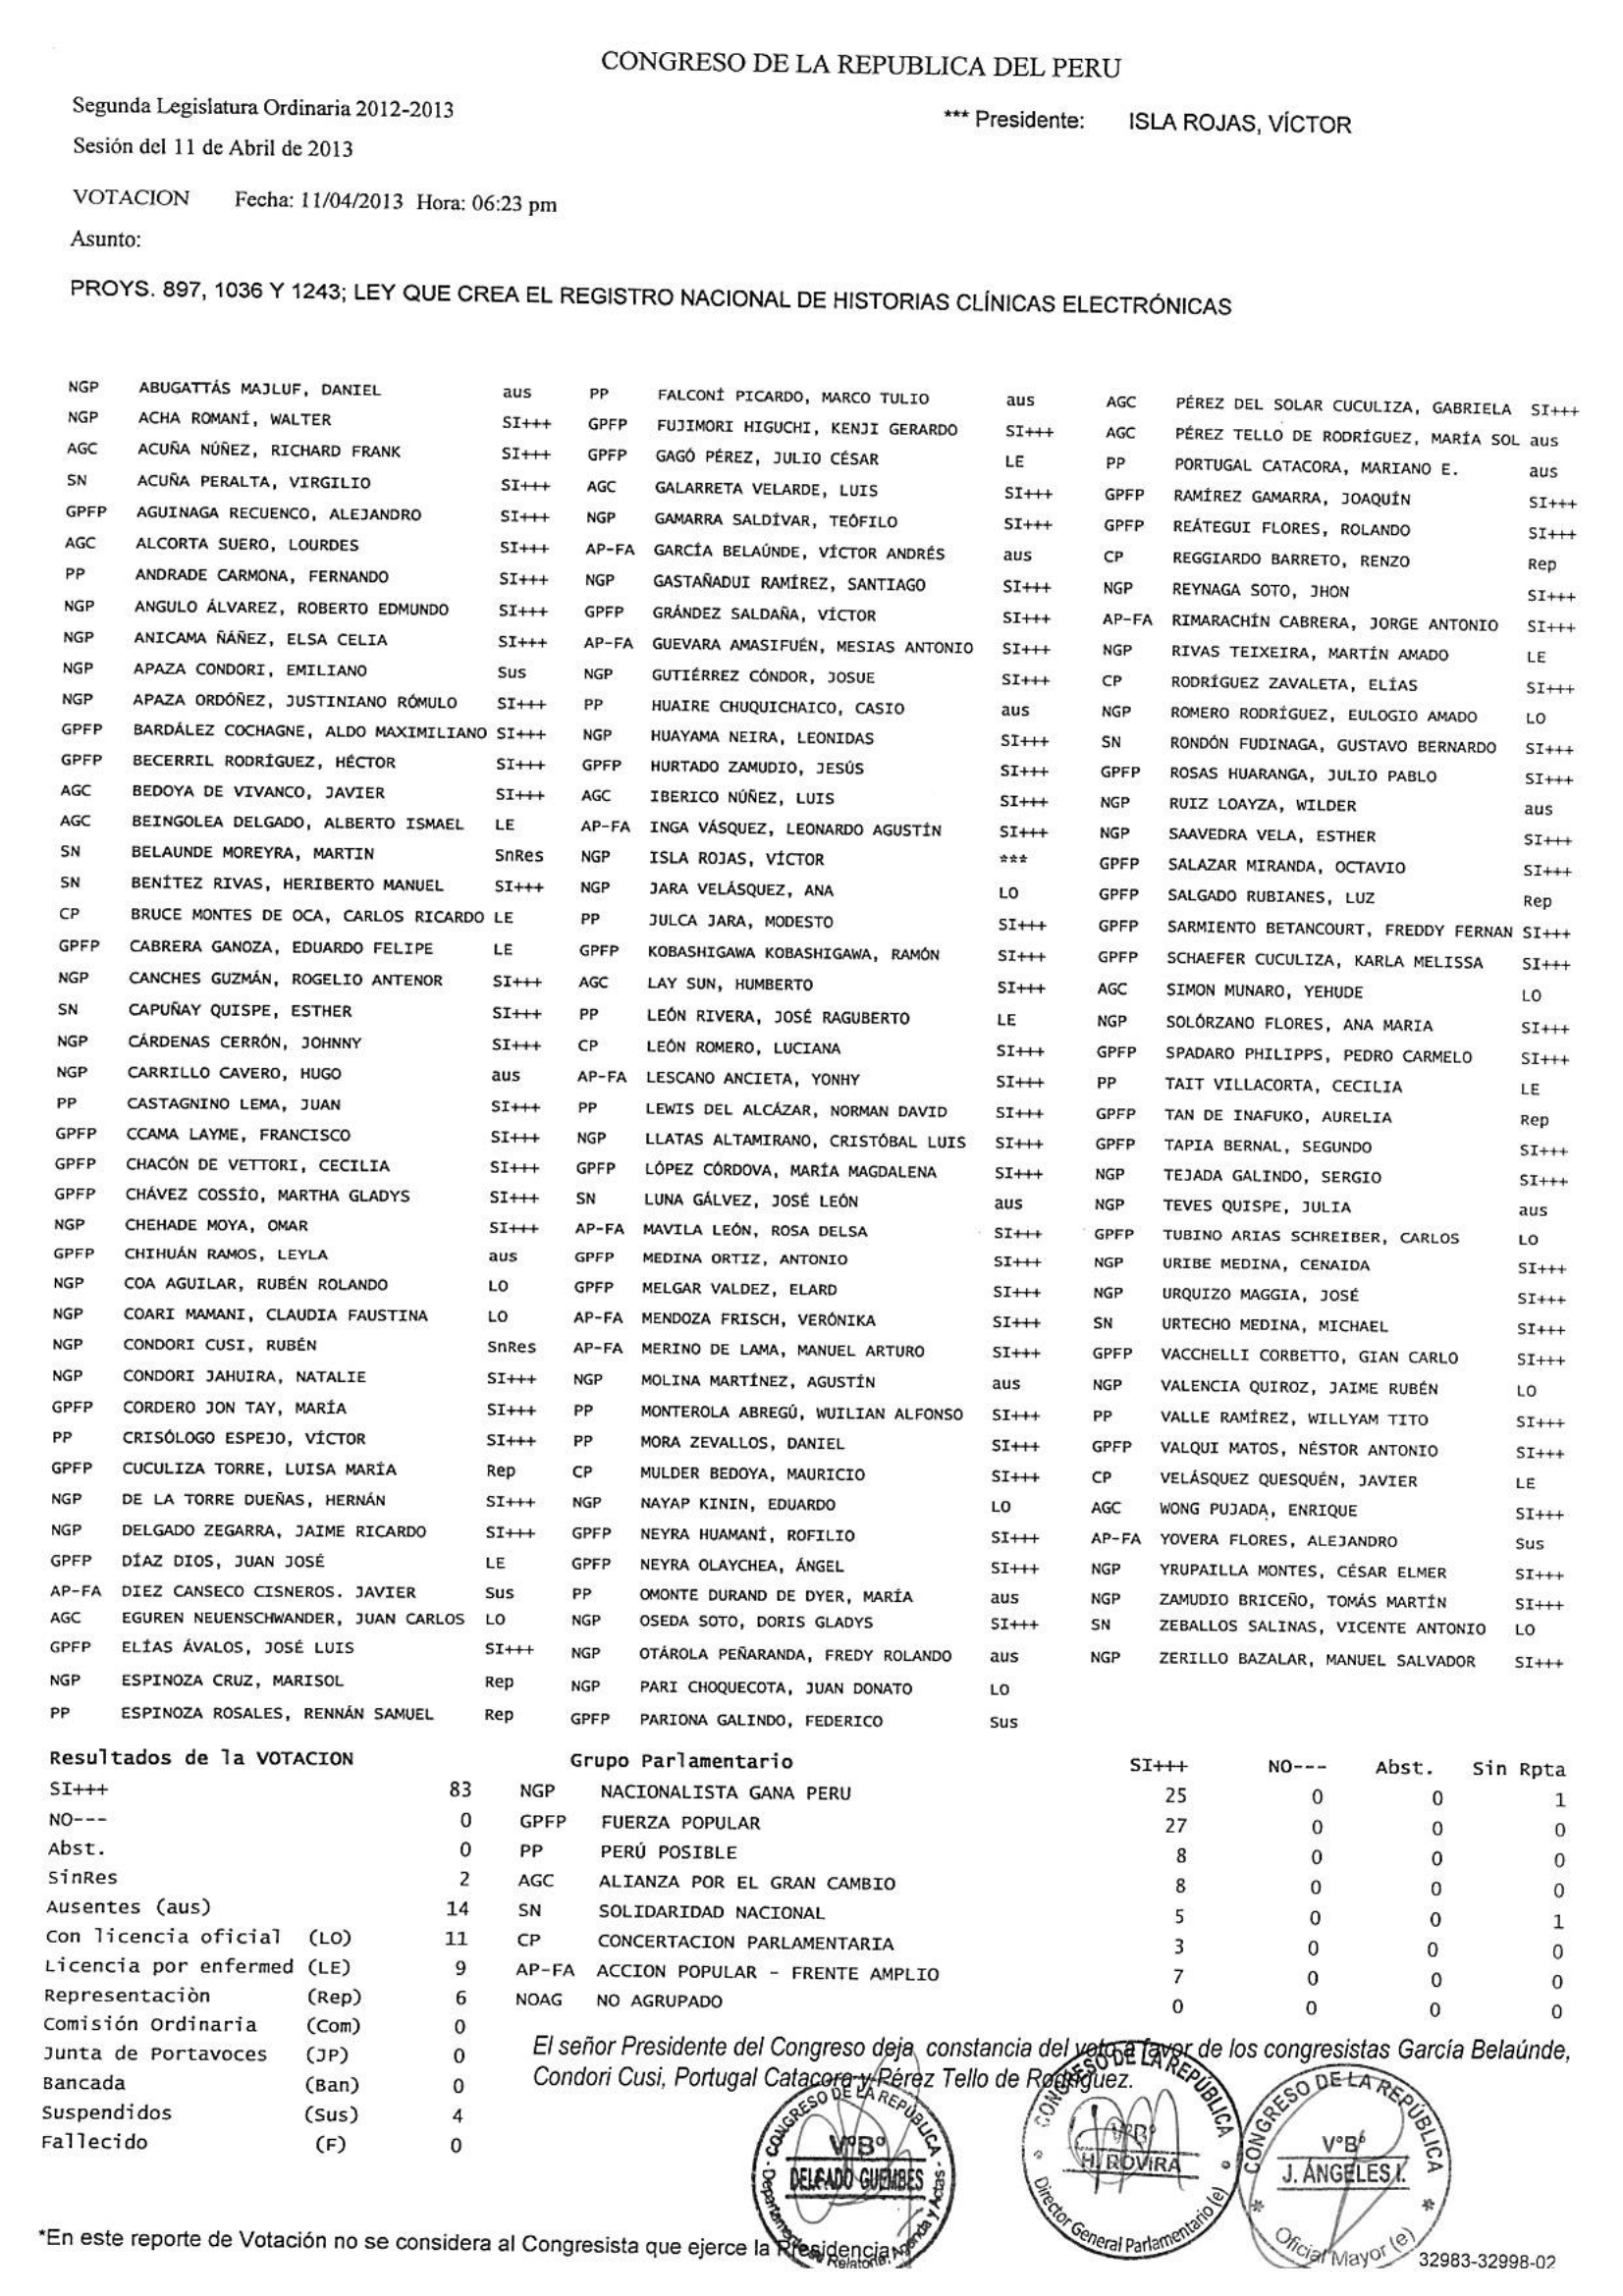 CONGRESO DE LA REPUBLICA DEL PERU
Segunda Legislatura Ordinaria 2012-2013
*** Presidente: ISLA ROJAS, VÍCTOR
Sesión del 11 de Abril de 2013
VOTACION Fecha: 11/04/2013 Hora: 06:23 pm
Asunto:
PROYS. 897, 1036 Y 1243; LEY QUE CREA EL REGISTRO NACIONAL DE HISTORIAS CLÍNICAS ELECTRÓNICAS
NGP ABUGATTÁS MAJLUF, DANIEL aus
NGP ACHA ROMANÍ, WALTER SI+++
AGC ACUÑA NÚÑEZ, RICHARD FRANK SI+++
SN ACUÑA PERALTA, VIRGILIO SI+++
GPFP AGUINAGA RECUENCO, ALEJANDRO SI+++
AGC ALCORTA SUERO, LOURDES SI+++
PP ANDRADE CARMONA, FERNANDO SI+++
NGP ANGULO ÁLVAREZ, ROBERTO EDMUNDO SI+++
NGP ANICAMA ÑÁÑEZ, ELSA CELIA SI+++
NGP APAZA CONDORI, EMILIANO Sus
NGP APAZA ORDÓÑEZ, JUSTINIANO RÓMULO SI+++
GPFP BARDÁLEZ COCHAGNE, ALDO MAXIMILIANO SI+++
GPFP BECERRIL RODRÍGUEZ, HÉCTOR SI+++
AGC BEDOYA DE VIVANCO, JAVIER SI+++
AGC BEINGOLEA DELGADO, ALBERTO ISMAEL LE
SN BELAUNDE MOREYRA, MARTIN SnRes
SN BENÍTEZ RIVAS, HERIBERTO MANUEL SI+++
CP BRUCE MONTES DE OCA, CARLOS RICARDO LE
GPFP CABRERA GANOZA, EDUARDO FELIPE LE
NGP CANCHES GUZMÁN, ROGELIO ANTENOR SI+++
SN CAPUÑAY QUISPE, ESTHER SI+++
NGP CÁRDENAS CERRÓN, JOHNNY SI+++
NGP CARRILLO CAVERO, HUGO aus
PP CASTAGNINO LEMA, JUAN SI+++
GPFP CCAMA LAYME, FRANCISCO SI+++
GPFP CHACÓN DE VETTORI, CECILIA SI+++
GPFP CHÁVEZ COSSÍO, MARTHA GLADYS SI+++
NGP CHEHADE MOYA, OMAR SI+++
GPFP CHIHUÁN RAMOS, LEYLA aus
NGP COA AGUILAR, RUBÉN ROLANDO LO
NGP COARI MAMANI, CLAUDIA FAUSTINA LO
NGP CONDORI CUSI, RUBÉN SnRes
NGP CONDORI JAHUIRA, NATALIE SI+++
GPFP CORDERO JON TAY, MARÍA SI+++
PP CRISÓLOGO ESPEJO, VÍCTOR SI+++
GPFP CUCULIZA TORRE, LUISA MARÍA Rep
NGP DE LA TORRE DUEÑAS, HERNÁN SI+++
NGP DELGADO ZEGARRA, JAIME RICARDO SI+++
GPFP DÍAZ DIOS, JUAN JOSÉ LE
AP-FA DIEZ CANSECO CISNEROS. JAVIER Sus
AGC EGUREN NEUENSCHWANDER, JUAN CARLOS LO
GPFP ELÍAS ÁVALOS, JOSÉ LUIS SI+++
NGP ESPINOZA CRUZ, MARISOL Rep
PP ESPINOZA ROSALES, RENNÁN SAMUEL Rep
PP FALCONÍ PICARDO, MARCO TULIO aus
GPFP FUJIMORI HIGUCHI, KENJI GERARDO SI+++
GPFP GAGÓ PÉREZ, JULIO CÉSAR LE
AGC GALARRETA VELARDE, LUIS SI+++
NGP GAMARRA SALDÍVAR, TEÓFILO SI+++
AP-FA GARCÍA BELAÚNDE, VÍCTOR ANDRÉS aus
NGP GASTAÑADUI RAMÍREZ, SANTIAGO SI+++
GPFP GRÁNDEZ SALDAÑA, VÍCTOR SI+++
AP-FA GUEVARA AMASIFUÉN, MESIAS ANTONIO SI+++
NGP GUTIÉRREZ CÓNDOR, JOSUE SI+++
PP HUAIRE CHUQUICHAICO, CASIO aus
NGP HUAYAMA NEIRA, LEONIDAS SI+++
GPFP HURTADO ZAMUDIO, JESÚS SI+++
AGC IBERICO NÚÑEZ, LUIS SI+++
AP-FA INGA VÁSQUEZ, LEONARDO AGUSTÍN SI+++
NGP ISLA ROJAS, VÍCTOR ***
NGP JARA VELÁSQUEZ, ANA LO
PP JULCA JARA, MODESTO SI+++
GPFP KOBASHIGAWA KOBASHIGAWA, RAMÓN SI+++
AGC LAY SUN, HUMBERTO SI+++
PP LEÓN RIVERA, JOSÉ RAGUBERTO LE
CP LEÓN ROMERO, LUCIANA SI+++
AP-FA LESCANO ANCIETA, YONHY SI+++
PP LEWIS DEL ALCÁZAR, NORMAN DAVID SI+++
NGP LLATAS ALTAMIRANO, CRISTÓBAL LUIS SI+++
GPFP LÓPEZ CÓRDOVA, MARÍA MAGDALENA SI+++
SN LUNA GÁLVEZ, JOSÉ LEÓN aus
AP-FA MAVILA LEÓN, ROSA DELSA SI+++
GPFP MEDINA ORTIZ, ANTONIO SI+++
GPFP MELGAR VALDEZ, ELARD SI+++
AP-FA MENDOZA FRISCH, VERÓNIKA SI+++
AP-FA MERINO DE LAMA, MANUEL ARTURO SI+++
NGP MOLINA MARTÍNEZ, AGUSTÍN aus
PP MONTEROLA ABREGÚ, WUILIAN ALFONSO SI+++
PP MORA ZEVALLOS, DANIEL SI+++
CP MULDER BEDOYA, MAURICIO SI+++
NGP NAYAP KININ, EDUARDO LO
GPFP NEYRA HUAMANÍ, ROFILIO SI+++
GPFP NEYRA OLAYCHEA, ÁNGEL SI+++
PP OMONTE DURAND DE DYER, MARÍA aus
NGP OSEDA SOTO, DORIS GLADYS SI+++
NGP OTÁROLA PEÑARANDA, FREDY ROLANDO aus
NGP PARI CHOQUECOTA, JUAN DONATO LO
GPFP PARIONA GALINDO, FEDERICO Sus
AGC PÉREZ DEL SOLAR CUCULIZA, GABRIELA SI+++
AGC PÉREZ TELLO DE RODRÍGUEZ, MARÍA SOL aus
PP PORTUGAL CATACORA, MARIANO E. aus
GPFP RAMÍREZ GAMARRA, JOAQUÍN SI+++
GPFP REÁTEGUI FLORES, ROLANDO SI+++
CP REGGIARDO BARRETO, RENZO Rep
NGP REYNAGA SOTO, JHON SI+++
AP-FA RIMARACHÍN CABRERA, JORGE ANTONIO SI+++
NGP RIVAS TEIXEIRA, MARTÍN AMADO LE
CP RODRÍGUEZ ZAVALETA, ELÍAS SI+++
NGP ROMERO RODRÍGUEZ, EULOGIO AMADO LO
SN RONDÓN FUDINAGA, GUSTAVO BERNARDO SI+++
GPFP ROSAS HUARANGA, JULIO PABLO SI+++
NGP RUIZ LOAYZA, WILDER aus
NGP SAAVEDRA VELA, ESTHER SI+++
GPFP SALAZAR MIRANDA, OCTAVIO SI+++
GPFP SALGADO RUBIANES, LUZ Rep
GPFP SARMIENTO BETANCOURT, FREDDY FERNAN SI+++
GPFP SCHAEFER CUCULIZA, KARLA MELISSA SI+++
AGC SIMON MUNARO, YEHUDE LO
NGP SOLÓRZANO FLORES, ANA MARIA SI+++
GPFP SPADARO PHILIPPS, PEDRO CARMELO SI+++
PP TAIT VILLACORTA, CECILIA LE
GPFP TAN DE INAFUKO, AURELIA Rep
GPFP TAPIA BERNAL, SEGUNDO SI+++
NGP TEJADA GALINDO, SERGIO SI+++
NGP TEVES QUISPE, JULIA aus
GPFP TUBINO ARIAS SCHREIBER, CARLOS LO
NGP URIBE MEDINA, CENAIDA SI+++
NGP URQUIZO MAGGIA, JOSÉ SI+++
SN URTECHO MEDINA, MICHAEL SI+++
GPFP VACCHELLI CORBETTO, GIAN CARLO SI+++
NGP VALENCIA QUIROZ, JAIME RUBÉN LO
PP VALLE RAMÍREZ, WILLYAM TITO SI+++
GPFP VALQUI MATOS, NÉSTOR ANTONIO SI+++
CP VELÁSQUEZ QUESQUÉN, JAVIER LE
AGC WONG PUJADA, ENRIQUE SI+++
AP-FA YOVERA FLORES, ALEJANDRO Sus
NGP YRUPAILLA MONTES, CÉSAR ELMER SI+++
NGP ZAMUDIO BRICEÑO, TOMÁS MARTÍN SI+++
SN ZEBALLOS SALINAS, VICENTE ANTONIO LO
NGP ZERILLO BAZALAR, MANUEL SALVADOR SI+++
Resultados de la VOTACION
SI+++ 83
NO--- 0
Abst. 0
SinRes 2
Ausentes (aus) 14
Con licencia oficial (LO) 11
Licencia por enfermed (LE) 9
Representaciòn (Rep) 6
Comisión Ordinaria (Com) 0
Junta de Portavoces (JP) 0
Bancada (Ban) 0
Suspendidos (Sus) 4
Fallecido (F) 0
Grupo Parlamentario SI+++ NO--- Abst. Sin Rpta
NGP NACIONALISTA GANA PERU 25 0 0 1
GPFP FUERZA POPULAR 27 0 0 0
PP PERÚ POSIBLE 8 0 0 0
AGC ALIANZA POR EL GRAN CAMBIO 8 0 0 0
SN SOLIDARIDAD NACIONAL 5 0 0 1
CP CONCERTACION PARLAMENTARIA 3 0 0 0
AP-FA ACCION POPULAR - FRENTE AMPLIO 7 0 0 0
NOAG NO AGRUPADO 0 0 0 0
El señor Presidente del Congreso deja constancia del voto a favor de los congresistas García Belaúnde,
Condori Cusi, Portugal Catacora y Pérez Tello de Rodríguez.
CONGRESO DE LA REPÚBLICA
VºBº
DELGADO GUEMBES
Departamento de Relatoria, Agenda y Actas
CONGRESO DE LA REPÚBLICA
VºBº
H. ROVIRA
Director General Parlamentario (e)
CONGRESO DE LA REPÚBLICA
VºBº
J. ÁNGELES I.
Oficial Mayor (e)
*En este reporte de Votación no se considera al Congresista que ejerce la Presidencia
32983-32998-02